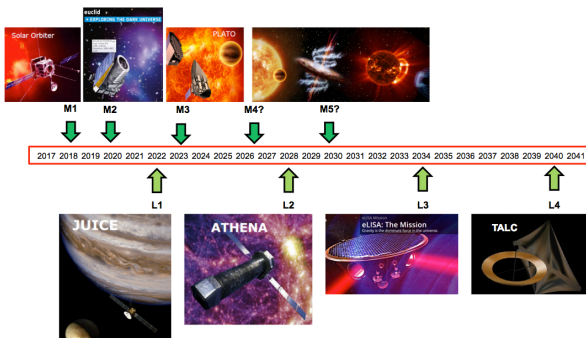 Solar Orbiter
euclid
EXPLORING THE DARK UNIVERSE
PLATO
M1
M2
M3
M4?
M5?
2017 2018 2019 2020 2021 2022 2023 2024 2025 2026 2027 2028 2029 2030 2031 2032 2033 2034 2035 2036 2037 2038 2039 2040 2041
L1
L2
L3
L4
JUICE
ATHENA
eLISA Mission
eLISA: The Mission
Gravity is the dominant force in the universe
TALC